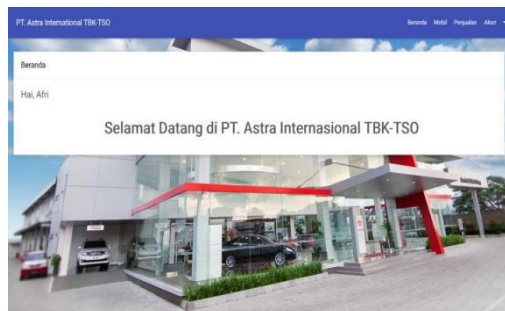 PT. Astra International TBK-TSO
Beranda Mobil Penjualan Akun
Beranda
Hai, Afri
Selamat Datang di PT. Astra Internasional TBK-TSO